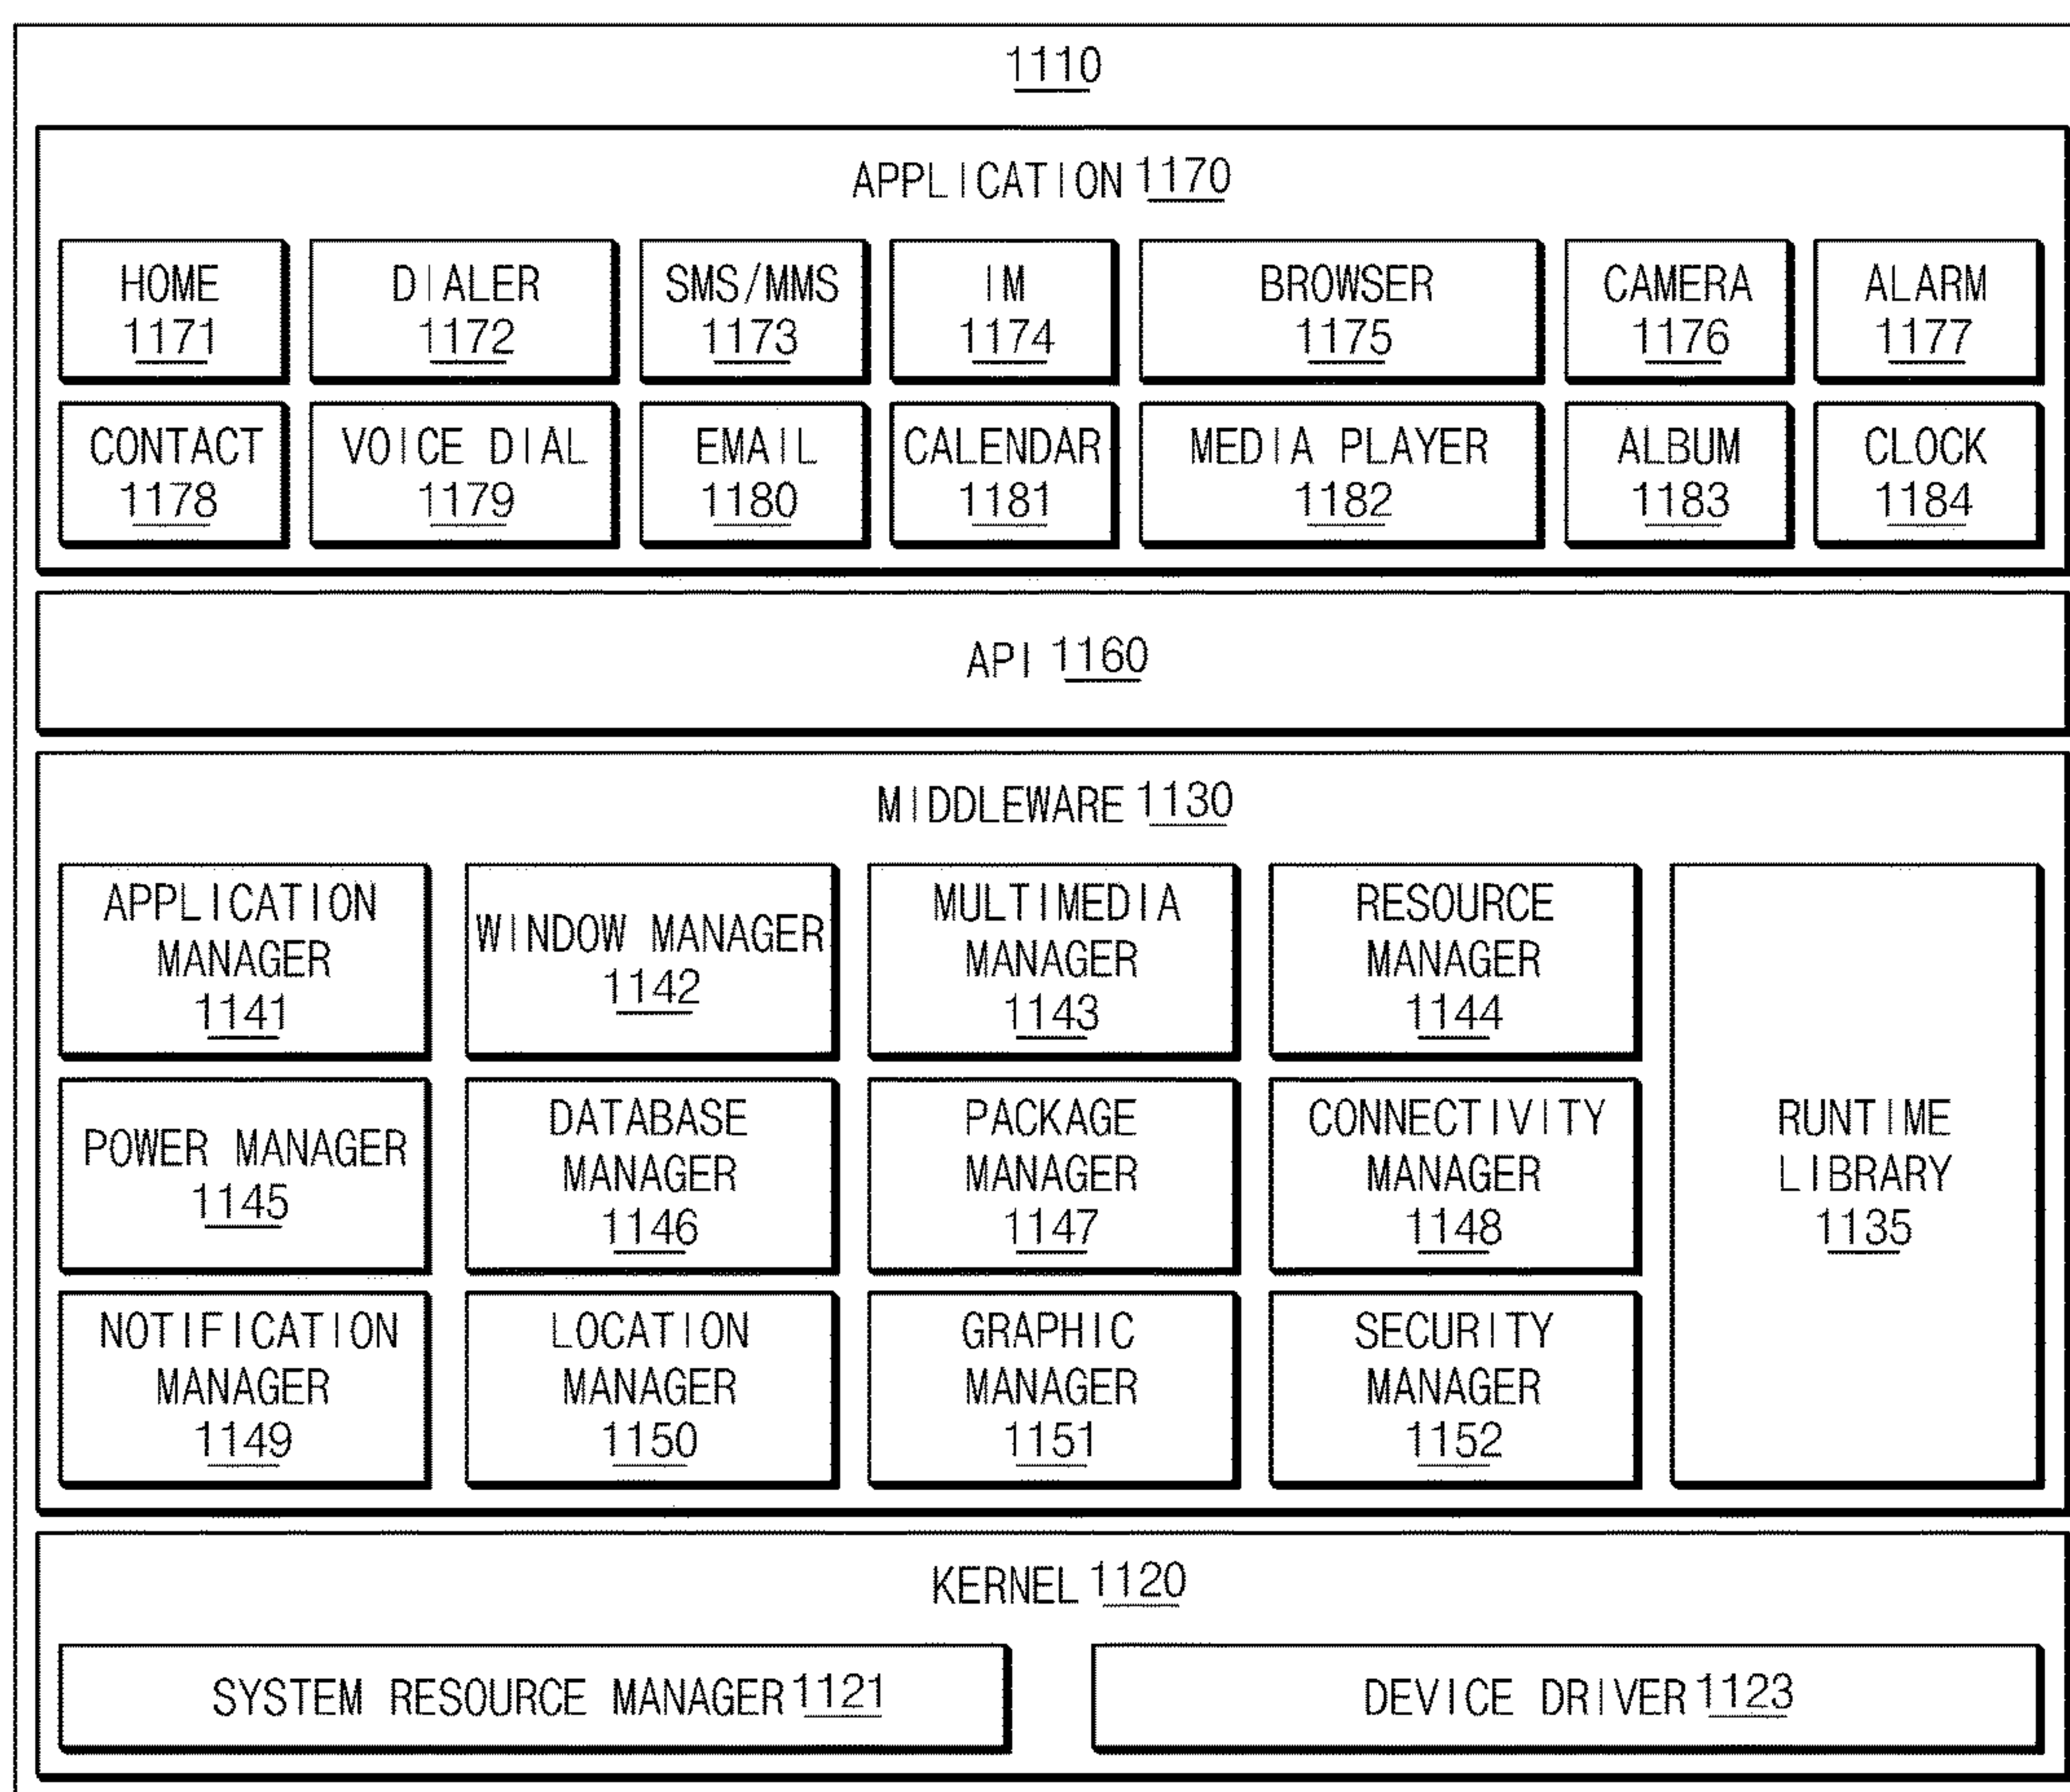 1110
APPLICATION 1170
HOME
1171
DIALER
1172
SMS/MMS
1173
IM
1174
BROWSER
1175
CAMERA
1176
ALARM
1177
CONTACT
1178
VOICE DIAL
1179
EMAIL
1180
CALENDAR
1181
MEDIA PLAYER
1182
ALBUM
1183
CLOCK
1184
API 1160
MIDDLEWARE 1130
APPLICATION
MANAGER
1141
WINDOW MANAGER
1142
MULTIMEDIA
MANAGER
1143
RESOURCE
MANAGER
1144
POWER MANAGER
1145
DATABASE
MANAGER
1146
PACKAGE
MANAGER
1147
CONNECTIVITY
MANAGER
1148
RUNTIME
LIBRARY
1135
NOTIFICATION
MANAGER
1149
LOCATION
MANAGER
1150
GRAPHIC
MANAGER
1151
SECURITY
MANAGER
1152
KERNEL 1120
SYSTEM RESOURCE MANAGER 1121
DEVICE DRIVER 1123